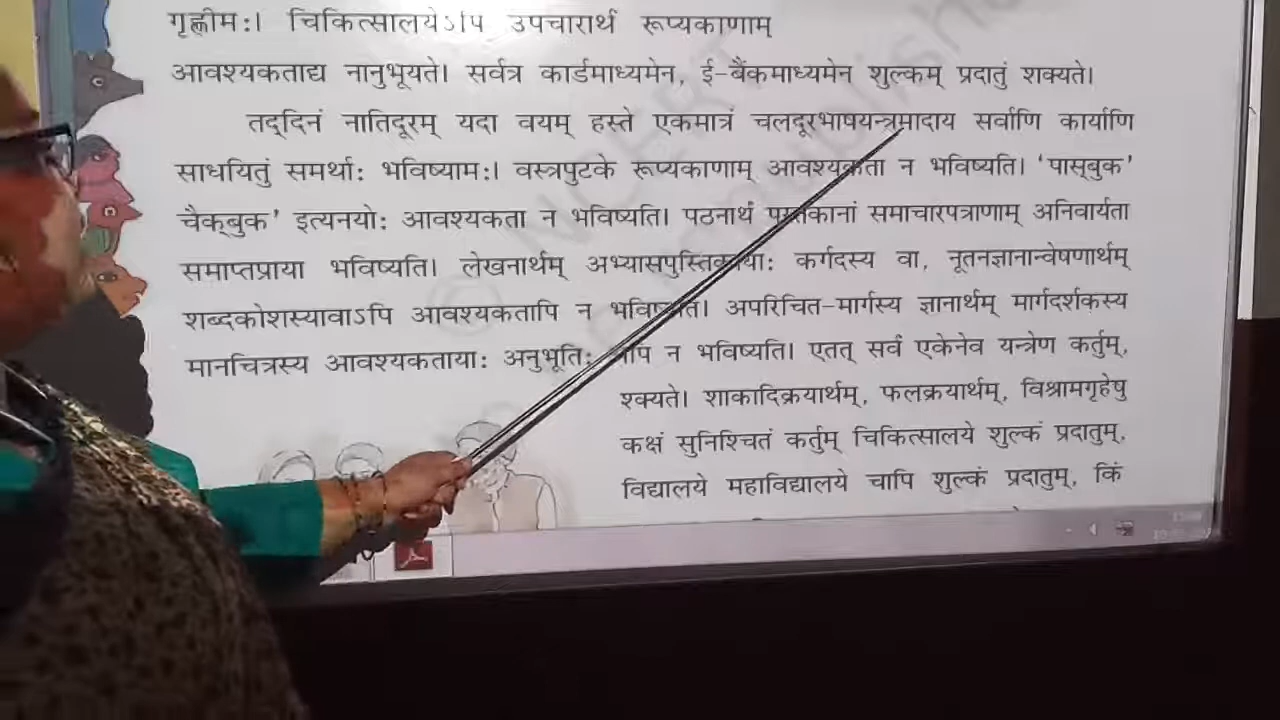 गृह्णीमः। चिकित्सालयेऽपि उपचारार्थं रूप्यकाणाम्
आवश्यकताद्य नानुभूयते। सर्वत्र कार्डमाध्यमेन, ई-बैंकमाध्यमेन शुल्कम् प्रदातुं शक्यते।
तद्दिनं नातिदूरम् यदा वयम् हस्ते एकमात्रं चलदूरभाषयन्त्रमादाय सर्वाणि कार्याणि
साधयितुं समर्थाः भविष्यामः। वस्त्रपुटके रूप्यकाणाम् आवश्यकता न भविष्यति। 'पास्‌बुक'
चैक्‌बुक' इत्यनयोः आवश्यकता न भविष्यति। पठनार्थं पुस्तकानां समाचारपत्राणाम् अनिवार्यता
समाप्तप्राया भविष्यति। लेखनार्थम् अभ्यासपुस्तिकायाः कर्गदस्य वा, नूतनज्ञानान्वेषणार्थम्
शब्दकोशस्यावाऽपि आवश्यकतापि न भविष्यति। अपरिचित-मार्गस्य ज्ञानार्थम् मार्गदर्शकस्य
मानचित्रस्य आवश्यकतायाः अनुभूतिः न भविष्यति। एतत् सर्वं एकेनेव यन्त्रेण कर्तुम्,
श्क्यते। शाकादिक्रयार्थम्, फलक्रयार्थम्, विश्रामगृहेषु
कक्षं सुनिश्चितं कर्तुम् चिकित्सालये शुल्कं प्रदातुम्,
विद्यालये महाविद्यालये चापि शुल्कं प्रदातुम्, किं